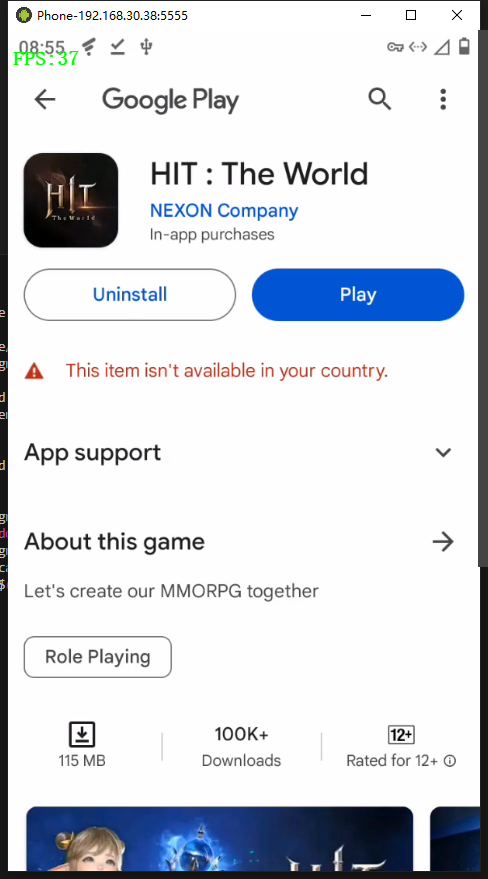 Phone-192.168.30.38:5555
08:55
FPS:37
Google Play
HIT
The World
HIT : The World
NEXON Company
In-app purchases
Uninstall
Play
This item isn't available in your country.
App support
About this game
Let's create our MMORPG together
Role Playing
100K+
12+
115 MB
Downloads
Rated for 12+
HIT